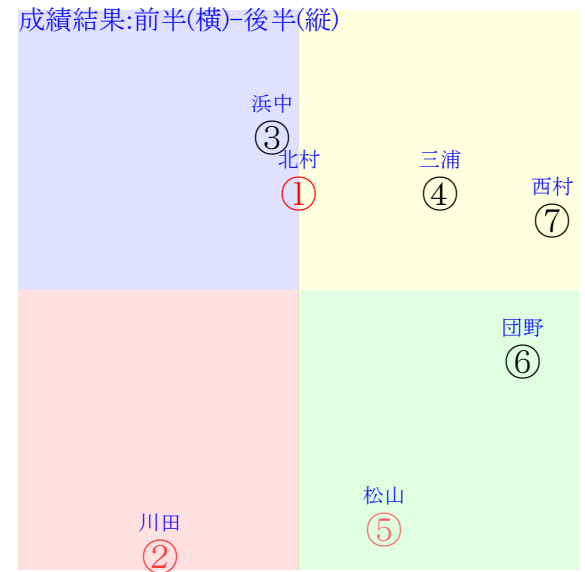 成績結果:前半(横)-後半(縦)
浜中
③
北村
①
三浦
④
西村
⑦
団野
⑥
松山
⑤
川田
②